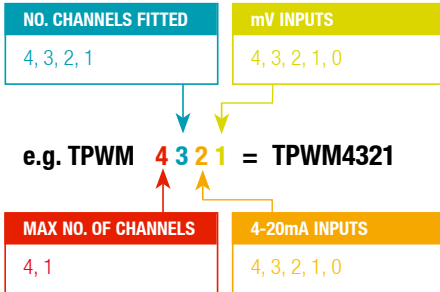 NO. CHANNELS FITTED
4, 3, 2, 1
mV INPUTS
4, 3, 2, 1, 0
e.g. TPWM 4 3 2 1 = TPWM4321
MAX NO. OF CHANNELS
4, 1
4-20mA INPUTS
4, 3, 2, 1, 0